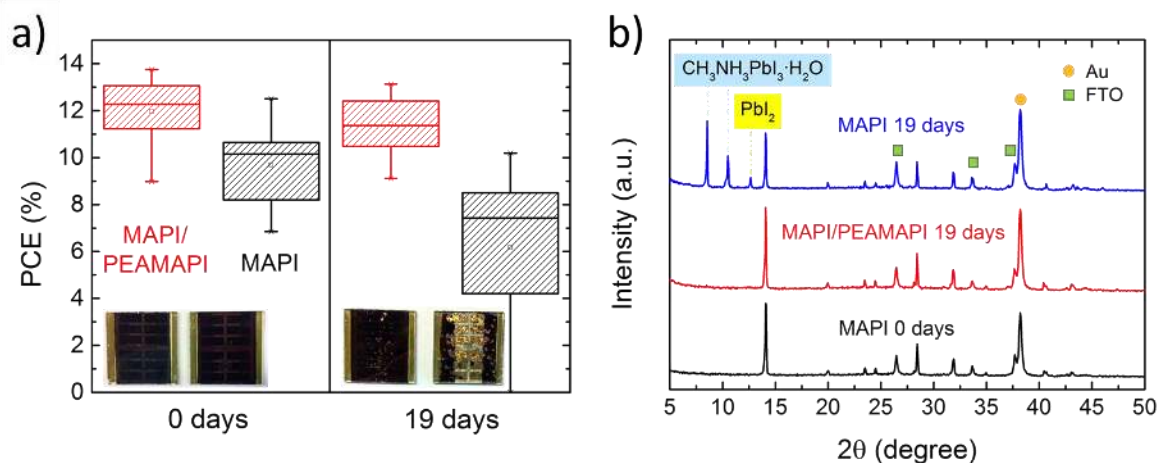 a)
14
12
10
8
6
4
2
0
PCE (%)
MAPI/
PEAMAPI
MAPI
0 days
19 days
b)
CH₃NH₃PbI₃·H₂O
PbI₂
Au
FTO
MAPI 19 days
MAPI/PEAMAPI 19 days
MAPI 0 days
Intensity (a.u.)
5 10 15 20 25 30 35 40 45 50
2θ (degree)